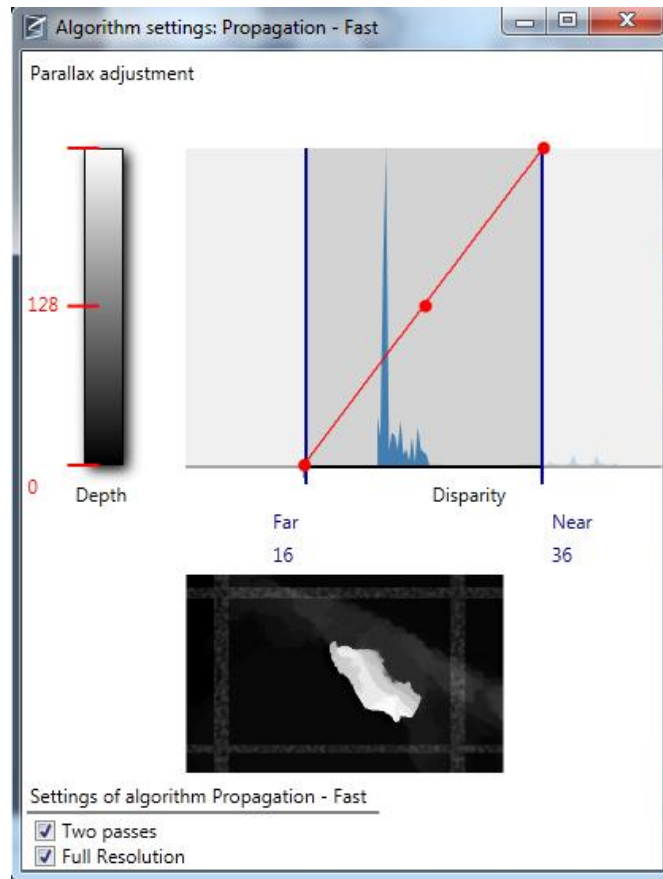 Algorithm settings: Propagation - Fast
Parallax adjustment
128
0
Depth
Disparity
Far
Near
16
36
Settings of algorithm Propagation - Fast
Two passes
Full Resolution